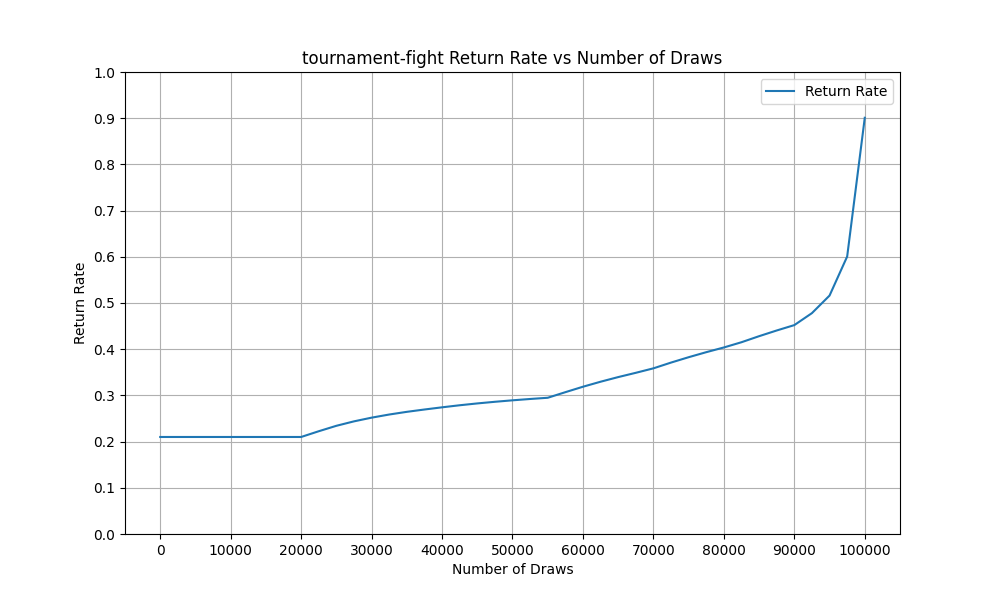 tournament-fight Return Rate vs Number of Draws
Return Rate
1.0
0.9
0.8
0.7
0.6
0.5
0.4
0.3
0.2
0.1
0.0
Return Rate
0 10000 20000 30000 40000 50000 60000 70000 80000 90000 100000
Number of Draws